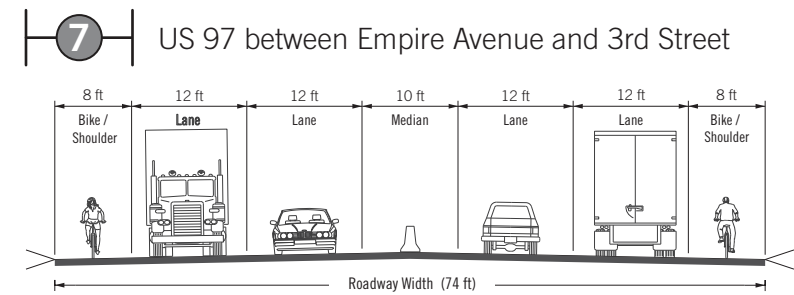 7 US 97 between Empire Avenue and 3rd Street
8 ft 12 ft 12 ft 10 ft 12 ft 12 ft 8 ft
Bike / Lane Lane Median Lane Lane Bike /
Shoulder Shoulder
Roadway Width (74 ft)